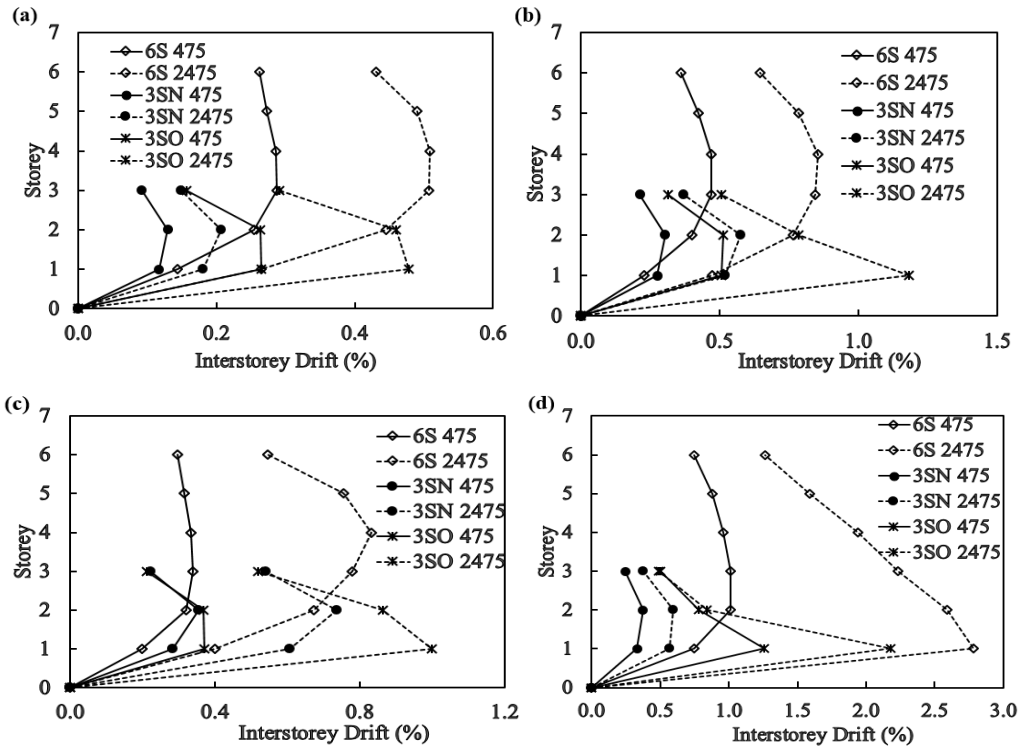 (a)
7
6
5
4
3
2
1
0
Storey
6S 475
6S 2475
3SN 475
3SN 2475
3SO 475
3SO 2475
0.0 0.2 0.4 0.6
Interstorey Drift (%)
(b)
7
6
5
4
3
2
1
0
Storey
6S 475
6S 2475
3SN 475
3SN 2475
3SO 475
3SO 2475
0.0 0.5 1.0 1.5
Interstorey Drift (%)
(c)
7
6
5
4
3
2
1
0
Storey
6S 475
6S 2475
3SN 475
3SN 2475
3SO 475
3SO 2475
0.0 0.4 0.8 1.2
Interstorey Drift (%)
(d)
7
6
5
4
3
2
1
0
Storey
6S 475
6S 2475
3SN 475
3SN 2475
3SO 475
3SO 2475
0.0 0.5 1.0 1.5 2.0 2.5 3.0
Interstorey Drift (%)